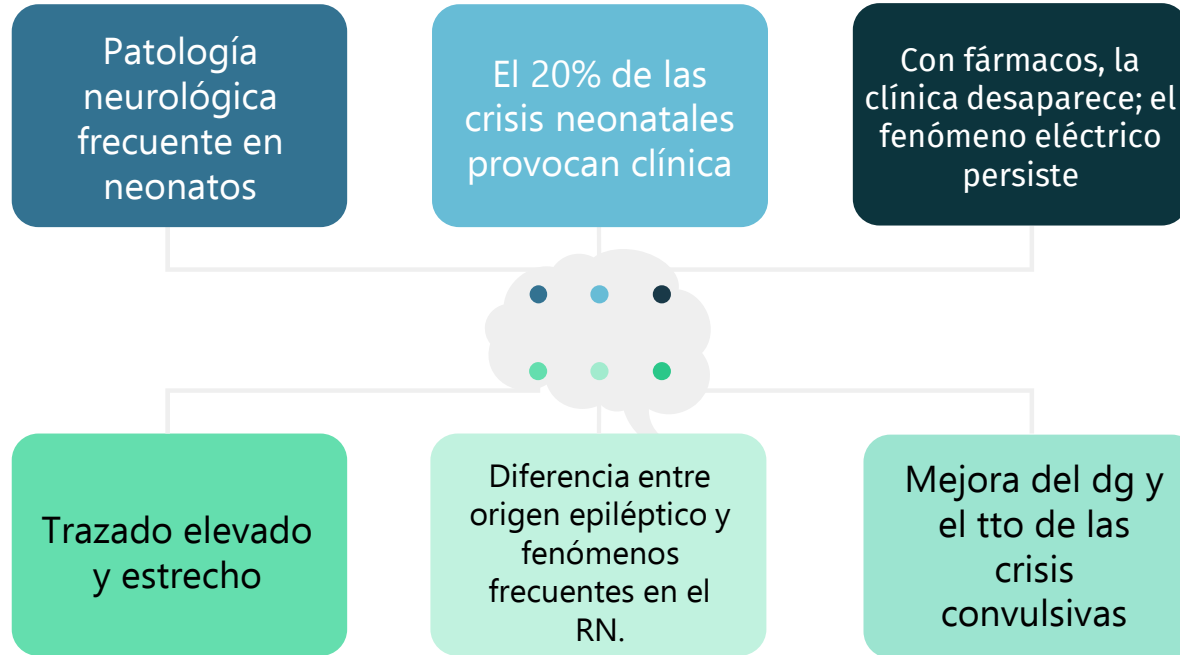 Patología
neurológica
frecuente en
neonatos
El 20% de las
crisis neonatales
provocan clínica
Con fármacos, la
clínica desaparece; el
fenómeno eléctrico
persiste
Trazado elevado
y estrecho
Diferencia entre
origen epiléptico y
fenómenos
frecuentes en el
RN.
Mejora del dg y
el tto de las
crisis
convulsivas